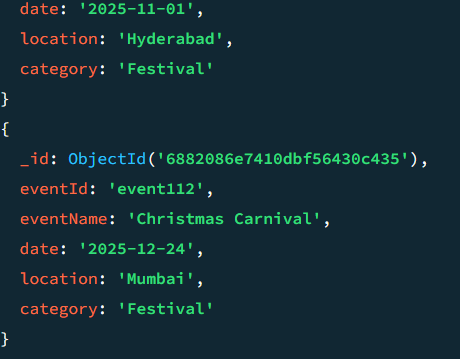 date: '2025-11-01',
location: 'Hyderabad',
category: 'Festival'
}
{
_id: ObjectId('6882086e7410dbf56430c435'),
eventId: 'event112',
eventName: 'Christmas Carnival',
date: '2025-12-24',
location: 'Mumbai',
category: 'Festival'
}